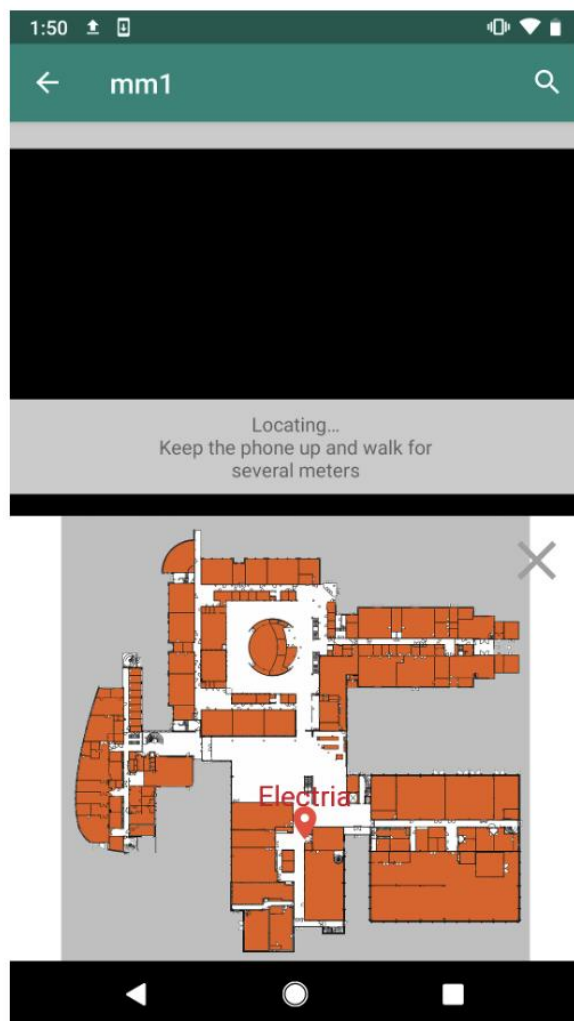 1:50
mm1
Locating...
Keep the phone up and walk for
several meters
Electria